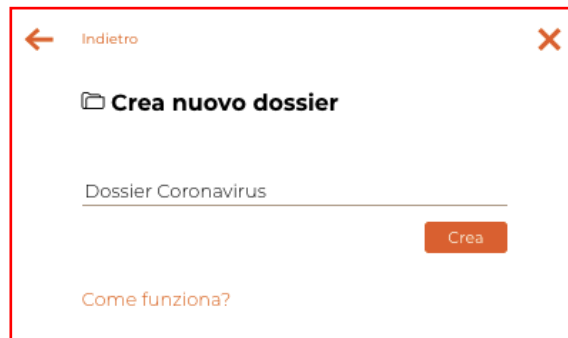 Indietro
Crea nuovo dossier
Dossier Coronavirus
Crea
Come funziona?